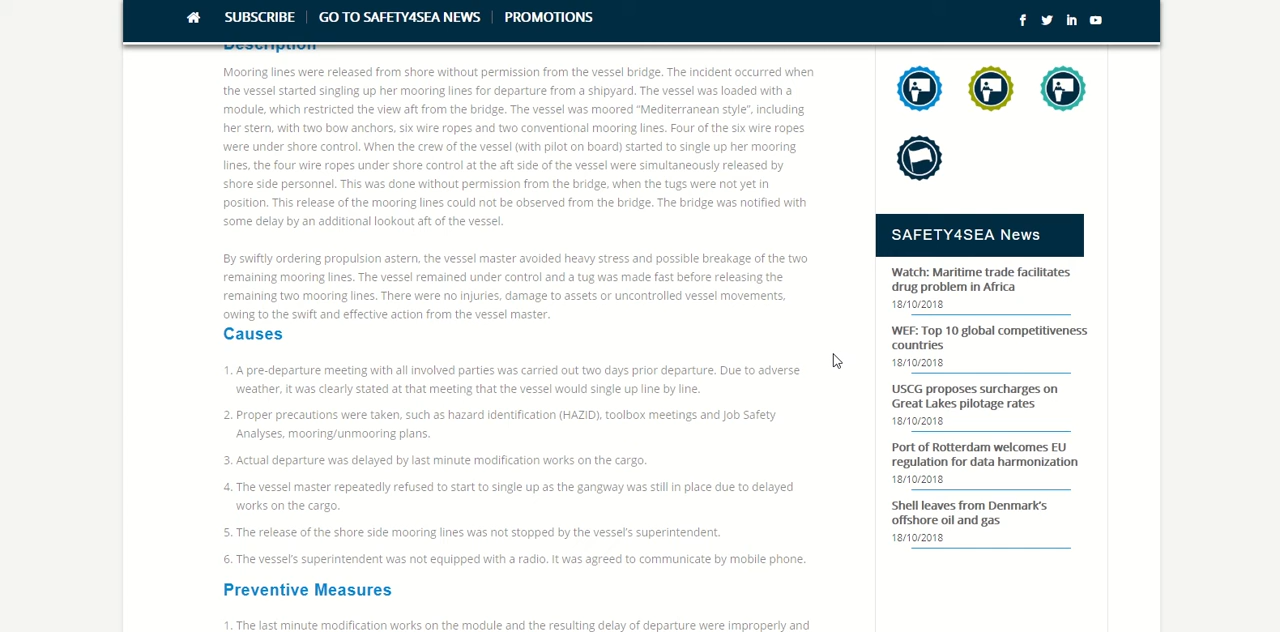 SUBSCRIBE GO TO SAFETY4SEA NEWS PROMOTIONS
Description
Mooring lines were released from shore without permission from the vessel bridge. The incident occurred when
the vessel started singling up her mooring lines for departure from a shipyard. The vessel was loaded with a
module, which restricted the view aft from the bridge. The vessel was moored “Mediterranean style”, including
her stern, with two bow anchors, six wire ropes and two conventional mooring lines. Four of the six wire ropes
were under shore control. When the crew of the vessel (with pilot on board) started to single up her mooring
lines, the four wire ropes under shore control at the aft side of the vessel were simultaneously released by
shore side personnel. This was done without permission from the bridge, when the tugs were not yet in
position. This release of the mooring lines could not be observed from the bridge. The bridge was notified with
some delay by an additional lookout aft of the vessel.
By swiftly ordering propulsion astern, the vessel master avoided heavy stress and possible breakage of the two
remaining mooring lines. The vessel remained under control and a tug was made fast before releasing the
remaining two mooring lines. There were no injuries, damage to assets or uncontrolled vessel movements,
owing to the swift and effective action from the vessel master.
Causes
1. A pre-departure meeting with all involved parties was carried out two days prior departure. Due to adverse
weather, it was clearly stated at that meeting that the vessel would single up line by line.
2. Proper precautions were taken, such as hazard identification (HAZID), toolbox meetings and Job Safety
Analyses, mooring/unmooring plans.
3. Actual departure was delayed by last minute modification works on the cargo.
4. The vessel master repeatedly refused to start to single up as the gangway was still in place due to delayed
works on the cargo.
5. The release of the shore side mooring lines was not stopped by the vessel’s superintendent.
6. The vessel’s superintendent was not equipped with a radio. It was agreed to communicate by mobile phone.
Preventive Measures
1. The last minute modification works on the module and the resulting delay of departure were improperly and
SAFETY4SEA News
Watch: Maritime trade facilitates
drug problem in Africa
18/10/2018
WEF: Top 10 global competitiveness
countries
18/10/2018
USCG proposes surcharges on
Great Lakes pilotage rates
18/10/2018
Port of Rotterdam welcomes EU
regulation for data harmonization
18/10/2018
Shell leaves from Denmark’s
offshore oil and gas
18/10/2018